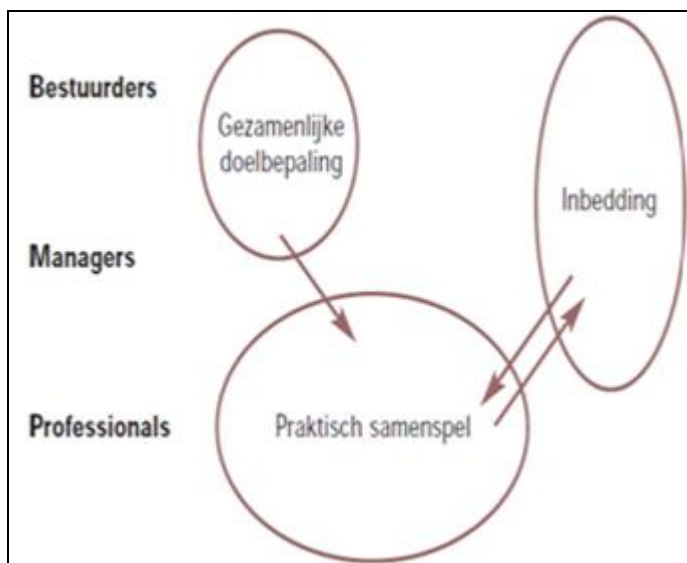 Bestuurders
Gezamenlijke
doelbepaling
Inbedding
Managers
Professionals
Praktisch samenspel